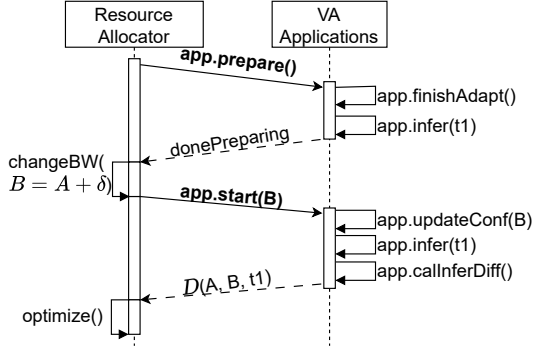 Resource
Allocator
VA
Applications
app.prepare()
app.finishAdapt()
app.infer(t1)
donePreparing
changeBW(
B = A + δ)
app.start(B)
app.updateConf(B)
app.infer(t1)
app.calInferDiff()
D(A, B, t1)
optimize()